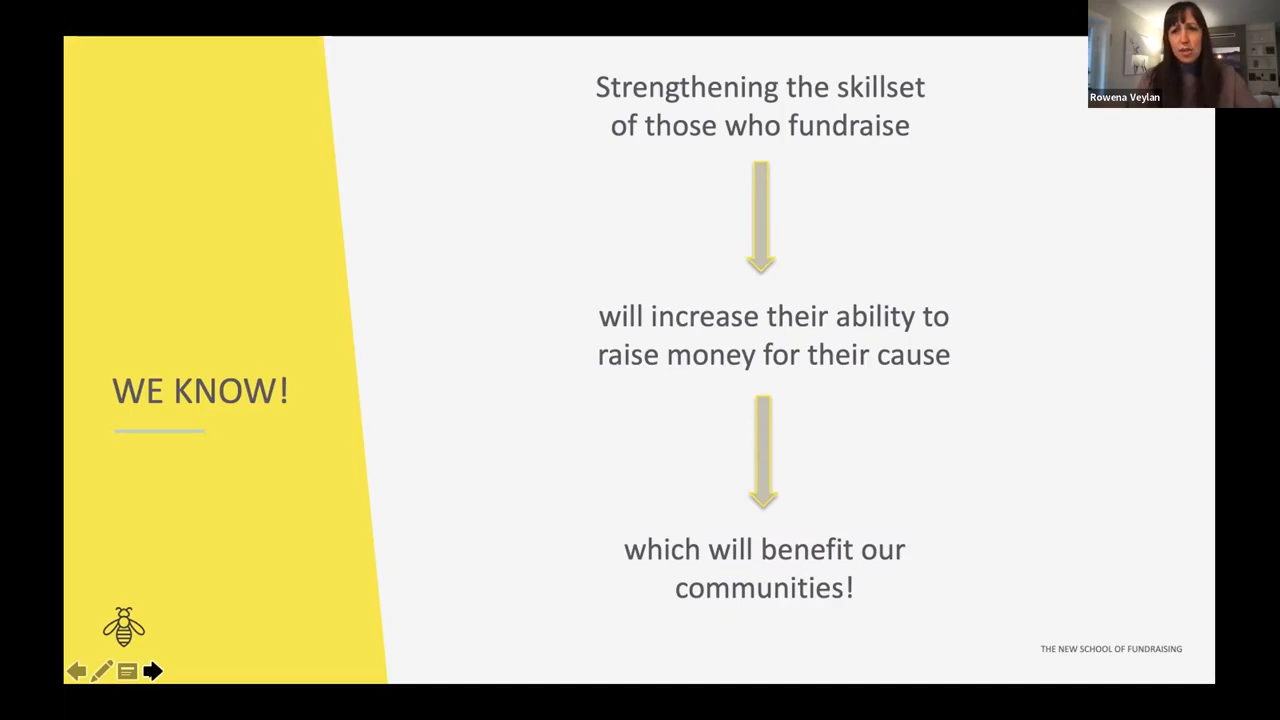 Strengthening the skillset
of those who fundraise
Rowena Veylan
will increase their ability to
raise money for their cause
WE KNOW!
which will benefit our
communities!
THE NEW SCHOOL OF FUNDRAISING